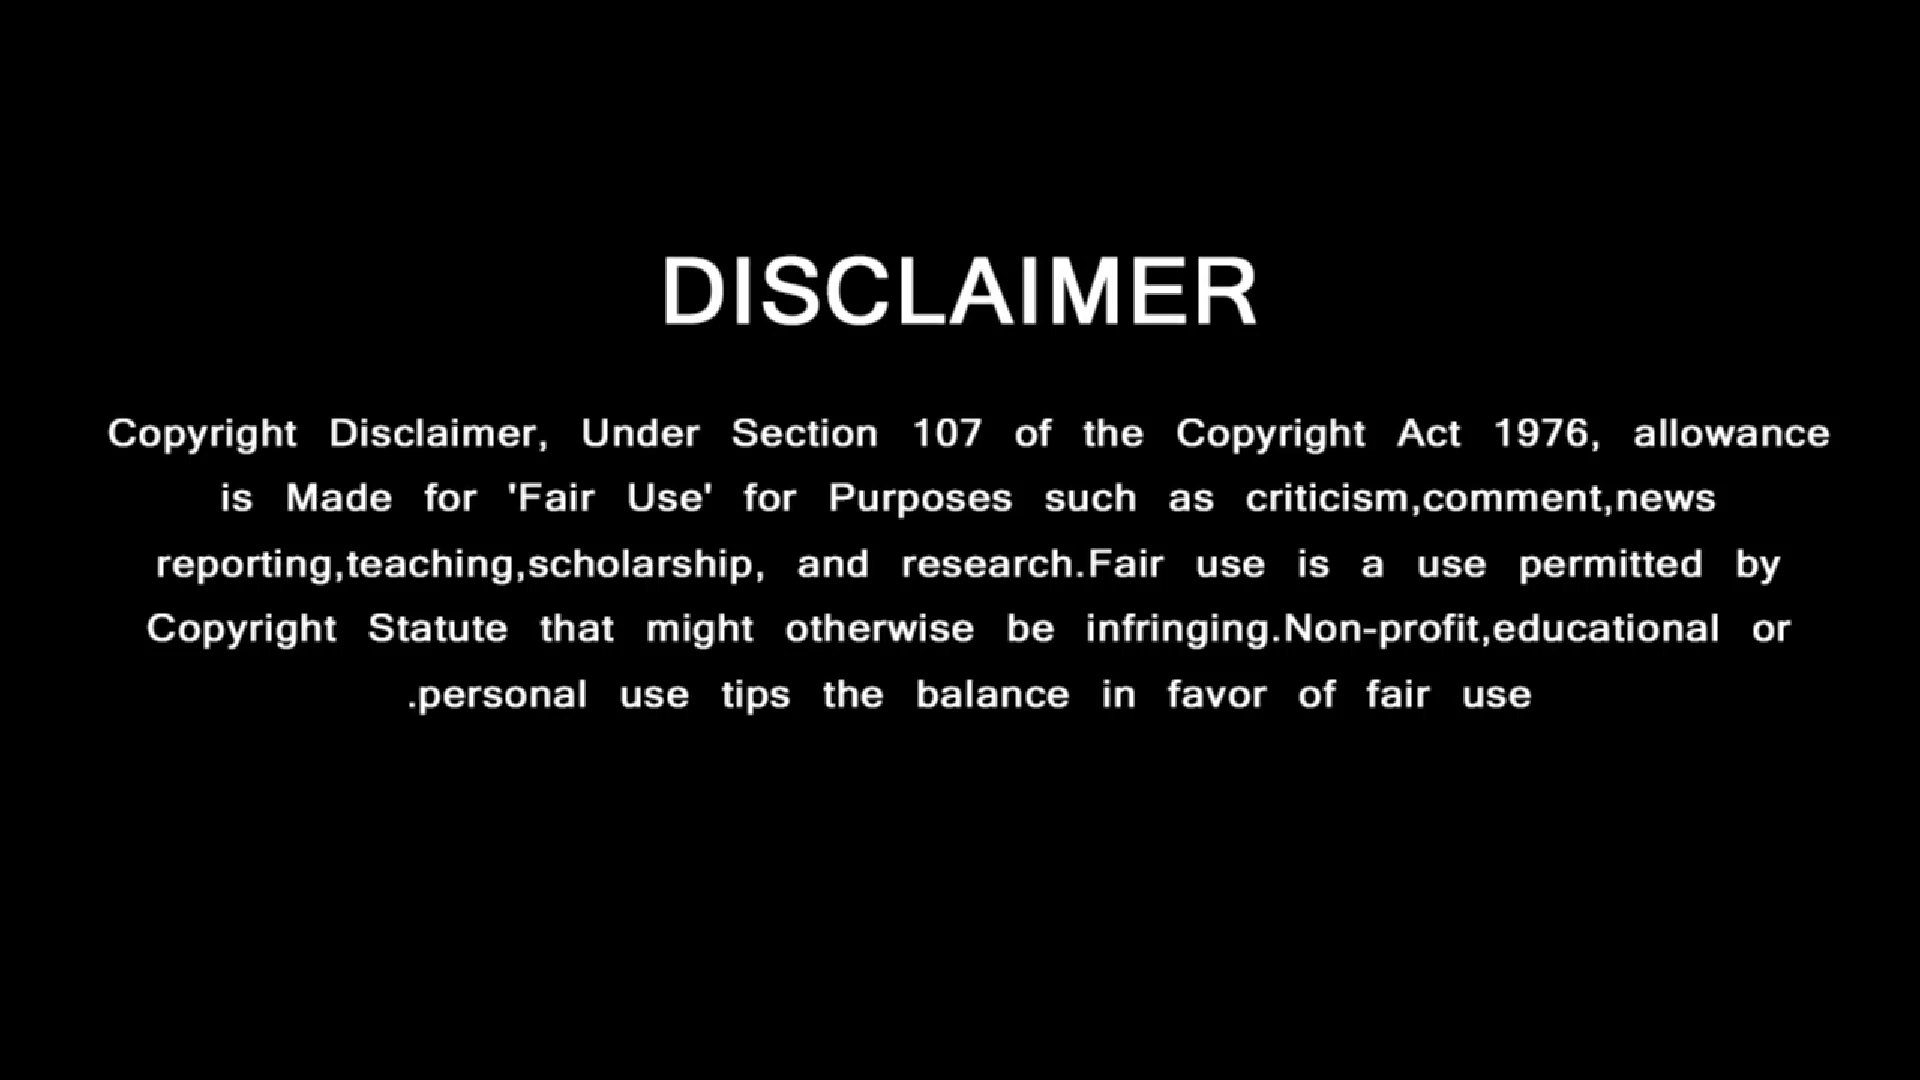 DISCLAIMER
Copyright Disclaimer, Under Section 107 of the Copyright Act 1976, allowance
is Made for 'Fair Use' for Purposes such as criticism,comment,news
reporting,teaching,scholarship, and research.Fair use is a use permitted by
Copyright Statute that might otherwise be infringing.Non-profit,educational or
.personal use tips the balance in favor of fair use